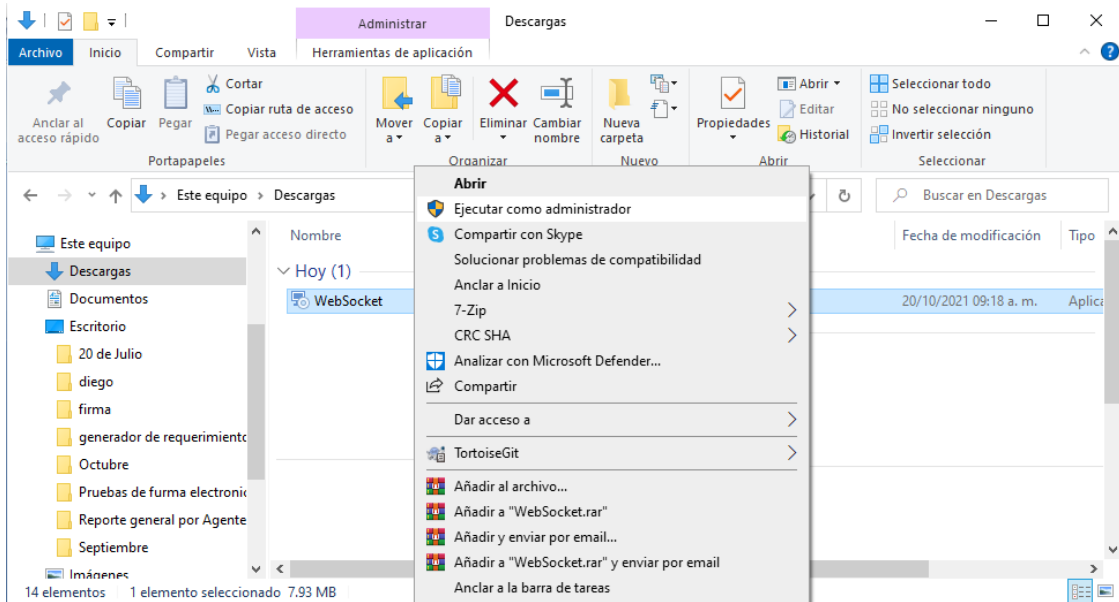 Administrar
Descargas
Archivo
Inicio
Compartir
Vista
Herramientas de aplicación
Anclar al acceso rápido
Copiar
Pegar
Cortar
Copiar ruta de acceso
Pegar acceso directo
Portapapeles
Mover a
Copiar a
Eliminar
Cambiar nombre
Organizar
Nueva carpeta
Nuevo
Propiedades
Abrir
Editar
Historial
Abrir
Seleccionar todo
No seleccionar ninguno
Invertir selección
Seleccionar
Este equipo > Descargas
Buscar en Descargas
Este equipo
Descargas
Documentos
Escritorio
20 de Julio
diego
firma
generador de requerimiento
Octubre
Pruebas de furma electronic
Reporte general por Agente
Septiembre
Imágenes
Nombre
Fecha de modificación
Tipo
Hoy (1)
WebSocket
20/10/2021 09:18 a. m.
Aplica
Abrir
Ejecutar como administrador
Compartir con Skype
Solucionar problemas de compatibilidad
Anclar a Inicio
7-Zip
CRC SHA
Analizar con Microsoft Defender...
Compartir
Dar acceso a
TortoiseGit
Añadir al archivo...
Añadir a "WebSocket.rar"
Añadir y enviar por email...
Añadir a "WebSocket.rar" y enviar por email
Anclar a la barra de tareas
14 elementos
1 elemento seleccionado 7.93 MB